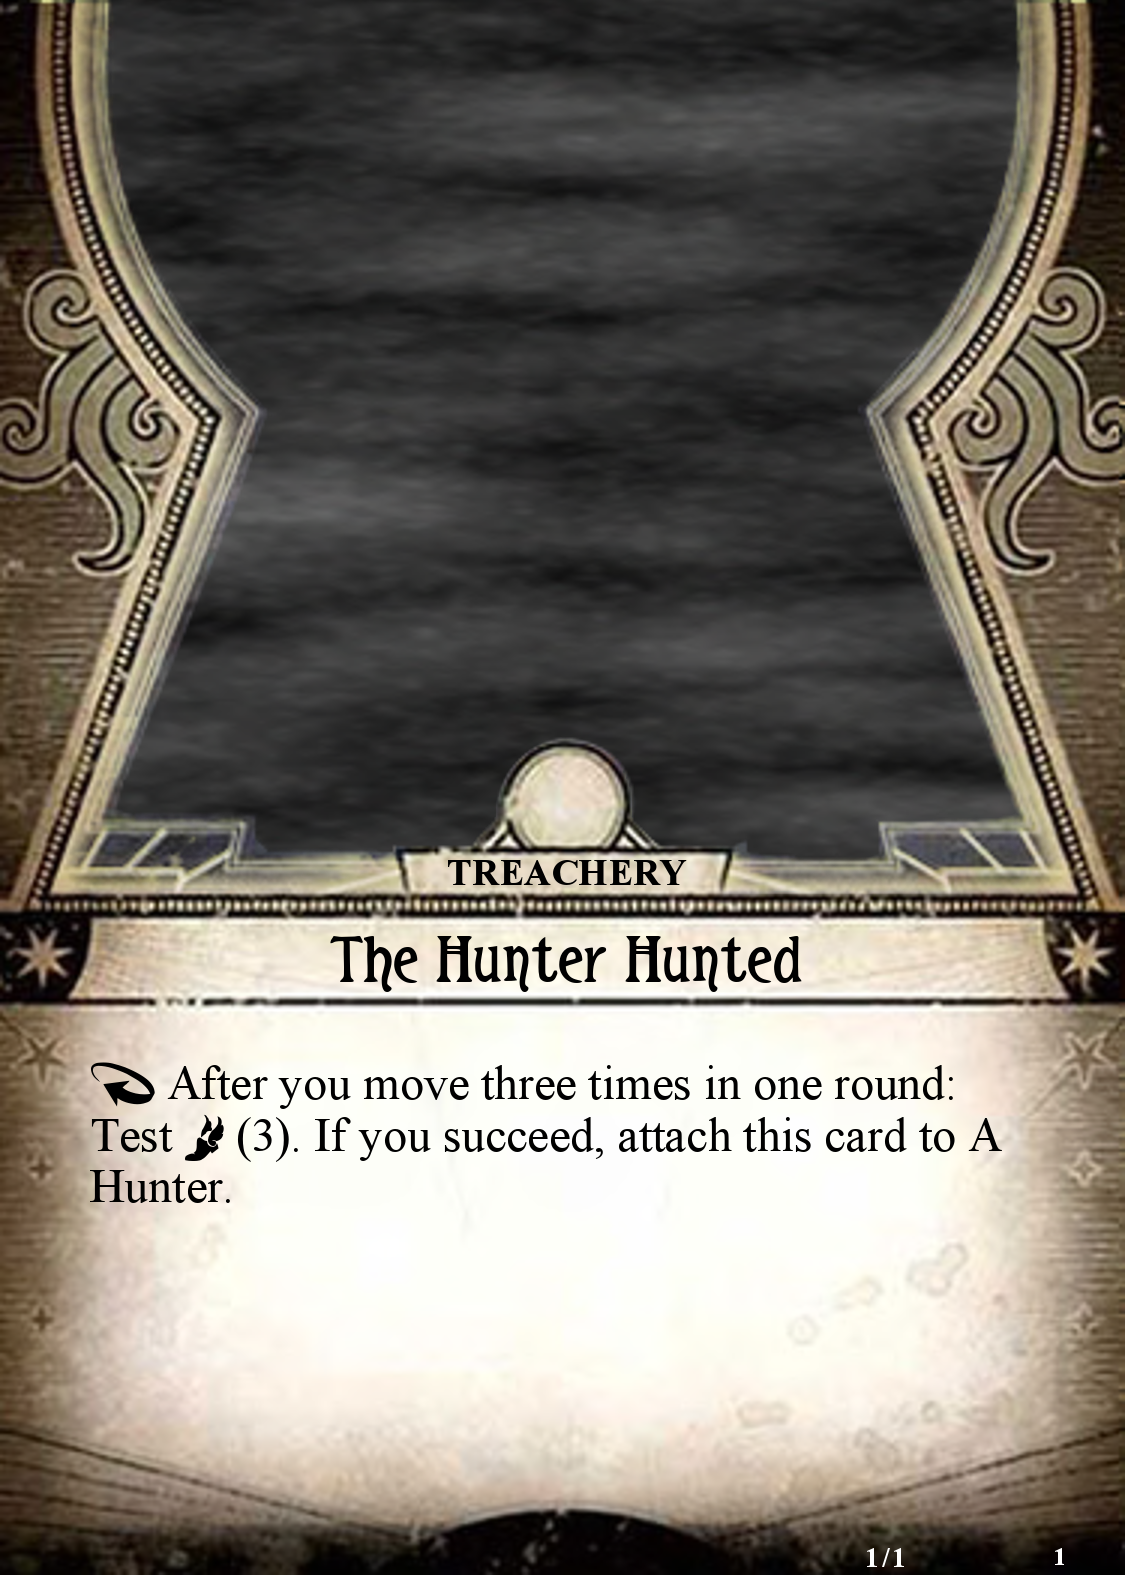 TREACHERY
The Hunter Hunted
After you move three times in one round:
Test (3). If you succeed, attach this card to A
Hunter.
1/1 1